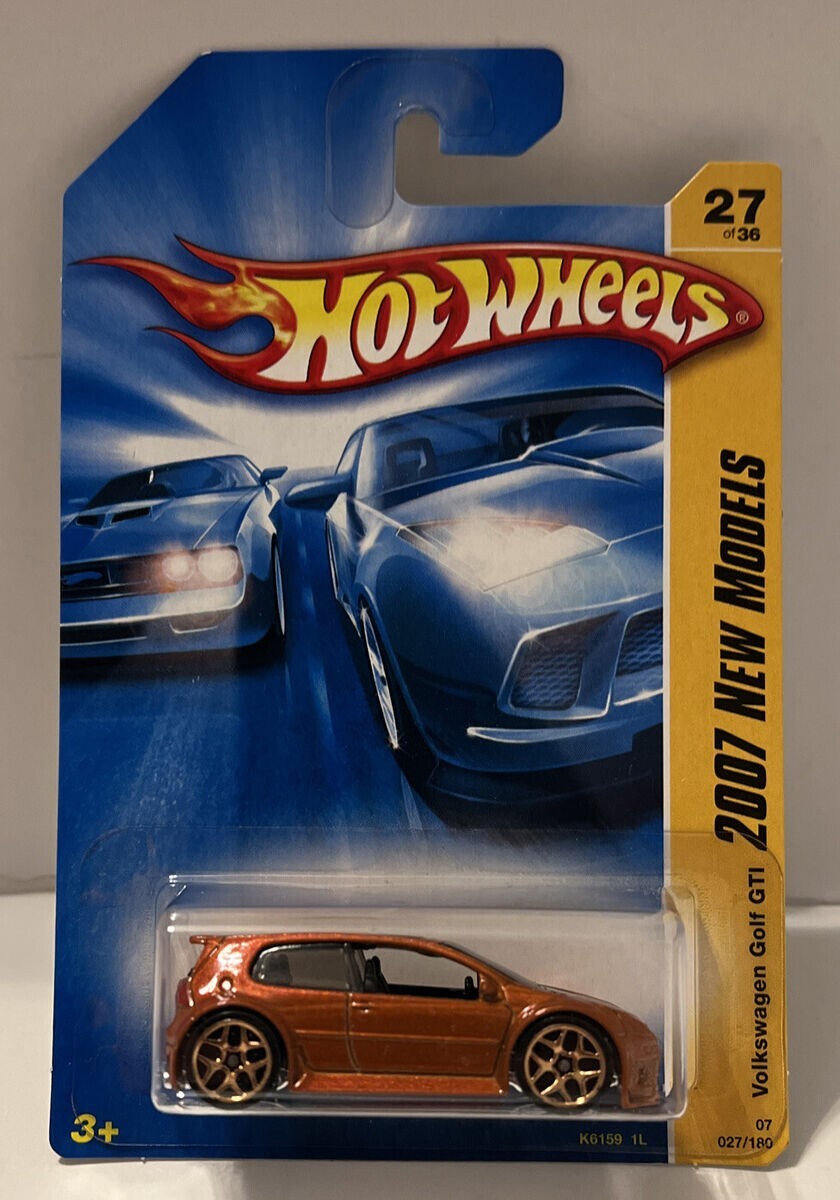 27
of 36
HOT WHEELS®
2007 NEW MODELS
Volkswagen Golf GTI
3+
K6159 1L
07
027/180